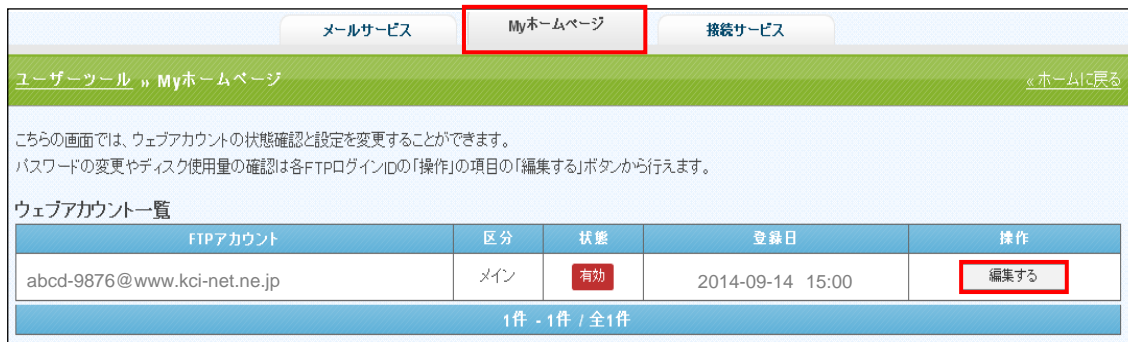 メールサービス Myホームページ 接続サービス
ユーザーツール » Myホームページ «ホームに戻る
こちらの画面では、ウェブアカウントの状態確認と設定を変更することができます。
パスワードの変更やディスク使用量の確認は各FTPログインIDの「操作」の項目の「編集する」ボタンから行えます。
ウェブアカウント一覧
FTPアカウント 区分 状態 登録日 操作
abcd-9876@www.kci-net.ne.jp メイン 有効 2014-09-14 15:00 編集する
1件 - 1件 / 全1件